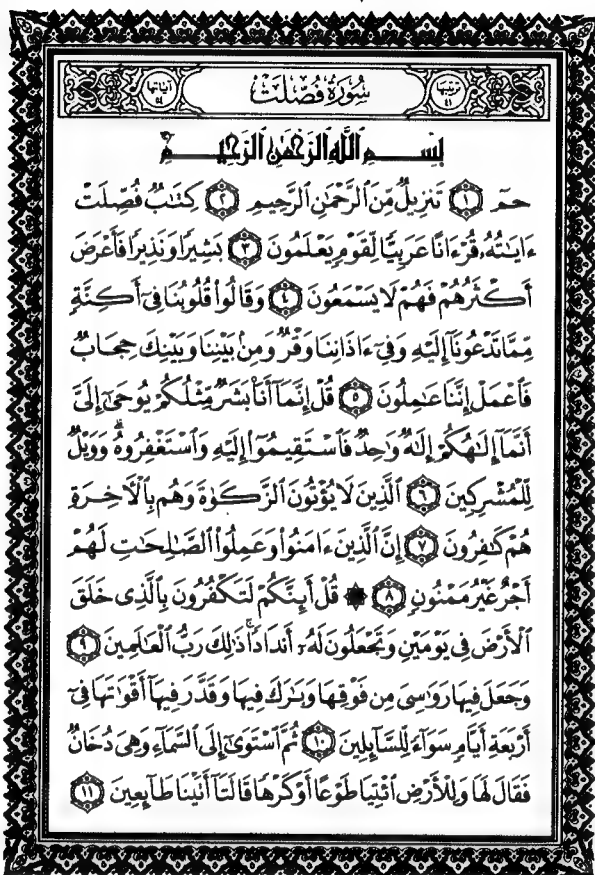 ترتيبها ٤١ سُورَةُ فُصِّلَتْ آياتها ٥٤
بِسْمِ ٱللَّهِ ٱلرَّحْمَٰنِ ٱلرَّحِيمِ
حمٓ ﴿١﴾ تَنزِيلٌ مِّنَ ٱلرَّحْمَٰنِ ٱلرَّحِيمِ ﴿٢﴾ كِتَٰبٌ فُصِّلَتْ
ءَايَٰتُهُۥ قُرْءَانًا عَرَبِيًّا لِّقَوْمٍ يَعْلَمُونَ ﴿٣﴾ بَشِيرًا وَنَذِيرًا فَأَعْرَضَ
أَكْثَرُهُمْ فَهُمْ لَا يَسْمَعُونَ ﴿٤﴾ وَقَالُوا۟ قُلُوبُنَا فِىٓ أَكِنَّةٍ
مِّمَّا تَدْعُونَآ إِلَيْهِ وَفِىٓ ءَاذَانِنَا وَقْرٌ وَمِنۢ بَيْنِنَا وَبَيْنِكَ حِجَابٌ
فَٱعْمَلْ إِنَّنَا عَٰمِلُونَ ﴿٥﴾ قُلْ إِنَّمَآ أَنَا۠ بَشَرٌ مِّثْلُكُمْ يُوحَىٰٓ إِلَىَّ
أَنَّمَآ إِلَٰهُكُمْ إِلَٰهٌ وَٰحِدٌ فَٱسْتَقِيمُوٓا۟ إِلَيْهِ وَٱسْتَغْفِرُوهُ ۗ وَوَيْلٌ
لِّلْمُشْرِكِينَ ﴿٦﴾ ٱلَّذِينَ لَا يُؤْتُونَ ٱلزَّكَوٰةَ وَهُم بِٱلْءَاخِرَةِ
هُمْ كَٰفِرُونَ ﴿٧﴾ إِنَّ ٱلَّذِينَ ءَامَنُوا۟ وَعَمِلُوا۟ ٱلصَّٰلِحَٰتِ لَهُمْ
أَجْرٌ غَيْرُ مَمْنُونٍ ﴿٨﴾ ۞ قُلْ أَئِنَّكُمْ لَتَكْفُرُونَ بِٱلَّذِى خَلَقَ
ٱلْأَرْضَ فِى يَوْمَيْنِ وَتَجْعَلُونَ لَهُۥٓ أَندَادًا ۚ ذَٰلِكَ رَبُّ ٱلْعَٰلَمِينَ ﴿٩﴾
وَجَعَلَ فِيهَا رَوَٰسِىَ مِن فَوْقِهَا وَبَٰرَكَ فِيهَا وَقَدَّرَ فِيهَآ أَقْوَٰتَهَا فِىٓ
أَرْبَعَةِ أَيَّامٍ سَوَآءً لِّلسَّآئِلِينَ ﴿١٠﴾ ثُمَّ ٱسْتَوَىٰٓ إِلَى ٱلسَّمَآءِ وَهِىَ دُخَانٌ
فَقَالَ لَهَا وَلِلْأَرْضِ ٱئْتِيَا طَوْعًا أَوْ كَرْهًا قَالَتَآ أَتَيْنَا طَآئِعِينَ ﴿١١﴾